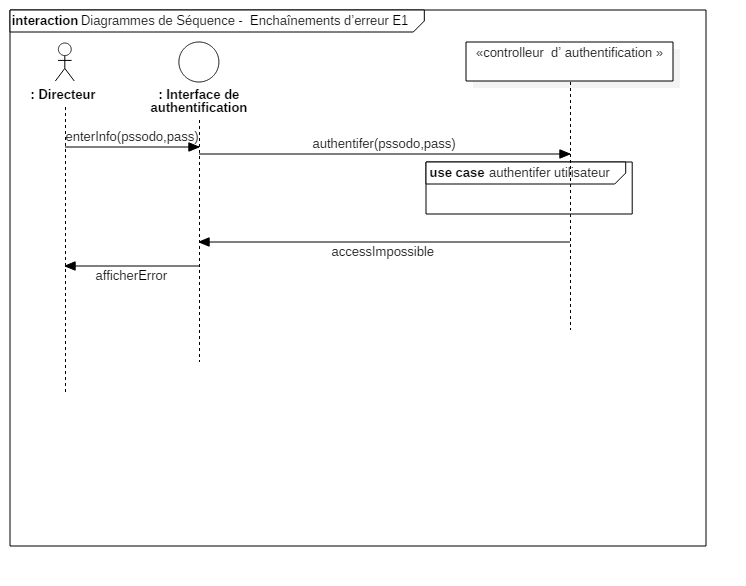 interaction Diagrammes de Séquence - Enchaînements d’erreur E1
: Directeur
: Interface de
authentification
«controlleur d’ authentification »
enterInfo(pssodo,pass)
authentifer(pssodo,pass)
use case authentifer utilisateur
accessImpossible
afficherError